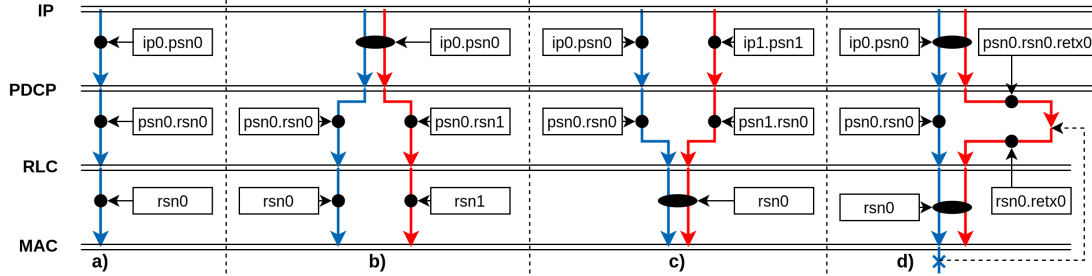 IP
ip0.psn0
ip0.psn0
ip0.psn0
ip1.psn1
ip0.psn0
psn0.rsn0.retx0
PDCP
psn0.rsn0
psn0.rsn0
psn0.rsn1
psn0.rsn0
psn1.rsn0
psn0.rsn0
RLC
rsn0
rsn0
rsn1
rsn0
rsn0
rsn0.retx0
MAC
a)
b)
c)
d)